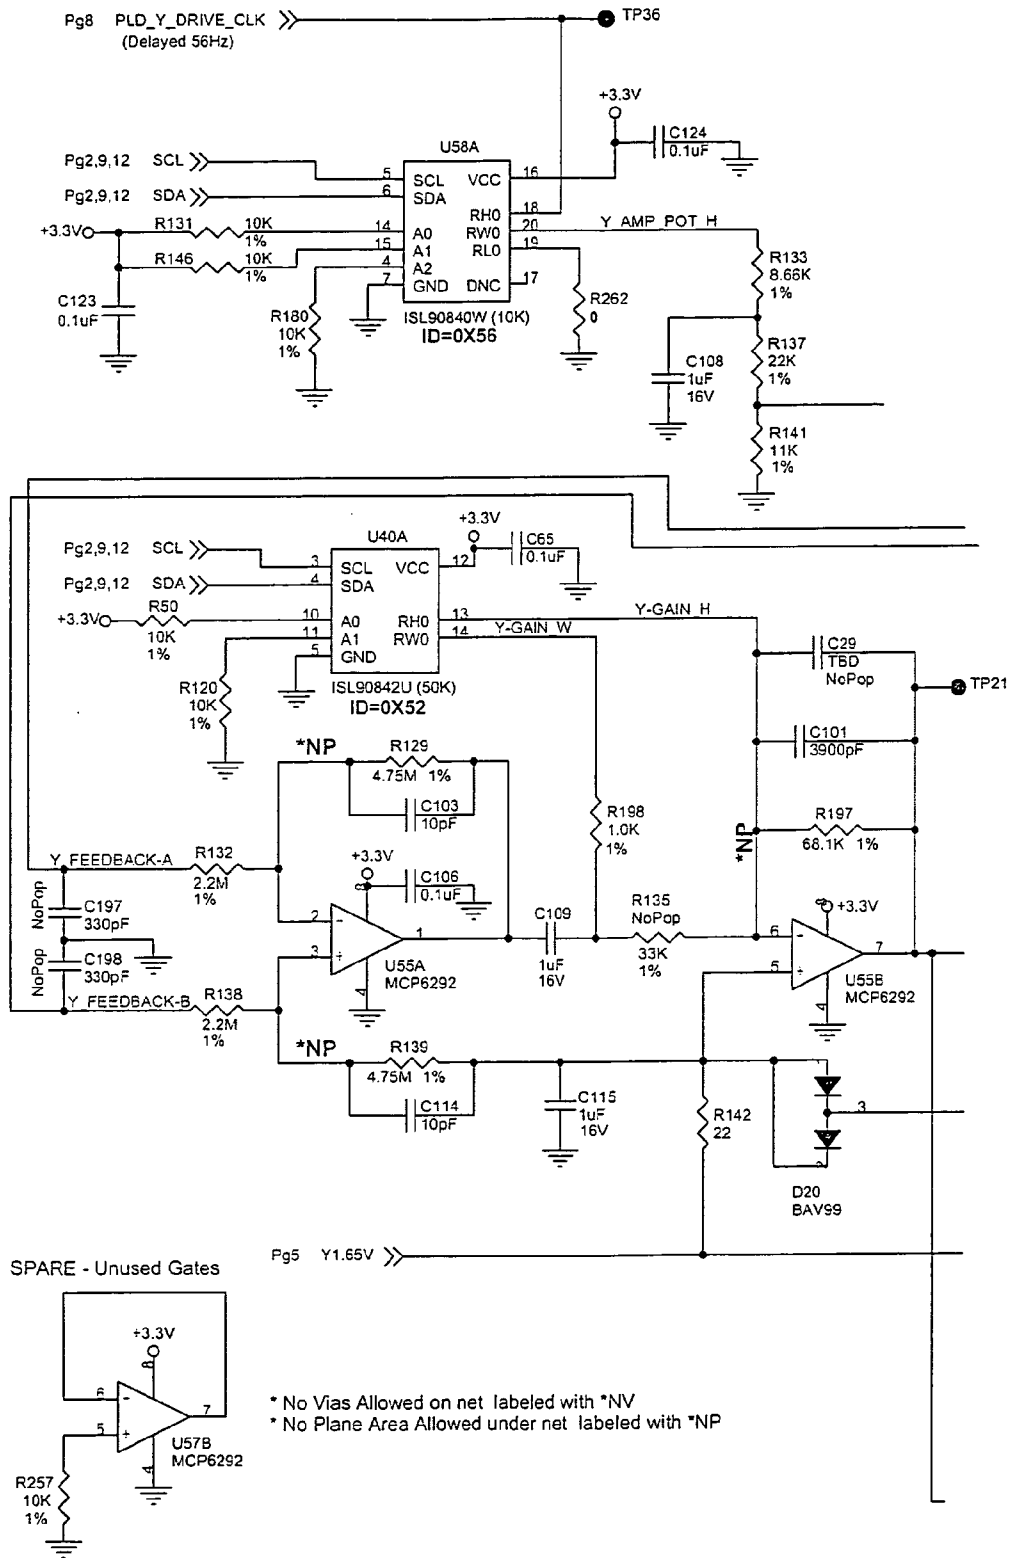 Pg8 PLD_Y_DRIVE_CLK
(Delayed 56Hz)
TP36
+3.3V
C124
0.1uF
U58A
Pg2,9,12 SCL
Pg2,9,12 SDA
5 SCL VCC 16
6 SDA
RH0 18
14 A0 RW0 20
15 A1 RL0 19
4 A2
7 GND DNC 17
ISL90840W (10K)
ID=0X56
+3.3V
R131 10K
1%
R146 10K
1%
C123
0.1uF
R180
10K
1%
R262
0
Y_AMP_POT_H
R133
8.66K
1%
C108
1uF
16V
R137
22K
1%
R141
11K
1%
+3.3V
C65
0.1uF
U40A
Pg2,9,12 SCL
Pg2,9,12 SDA
3 SCL VCC 12
4 SDA
10 A0 RH0 13
11 A1 RW0 14
5 GND
ISL90842U (50K)
ID=0X52
+3.3V
R50
10K
1%
R120
10K
1%
Y-GAIN_H
Y-GAIN_W
C29
TBD
NoPop
TP21
C101
3900pF
R197
68.1K 1%
*NP
*NP
R129
4.75M 1%
C103
10pF
R198
1.0K
1%
Y_FEEDBACK-A
R132
2.2M
1%
+3.3V
8
C106
0.1uF
NoPop
C197
330pF
NoPop
C198
330pF
2 -
3 +
1
4
U55A
MCP6292
C109
1uF
16V
R135
NoPop
33K
1%
8 +3.3V
6 -
5 +
7
4
U55B
MCP6292
Y_FEEDBACK-B
R138
2.2M
1%
*NP
R139
4.75M 1%
C114
10pF
C115
1uF
16V
R142
22
3
2
D20
BAV99
Pg5 Y1.65V
SPARE - Unused Gates
+3.3V
8
6 -
5 +
7
4
U57B
MCP6292
R257
10K
1%
* No Vias Allowed on net labeled with *NV
* No Plane Area Allowed under net labeled with *NP